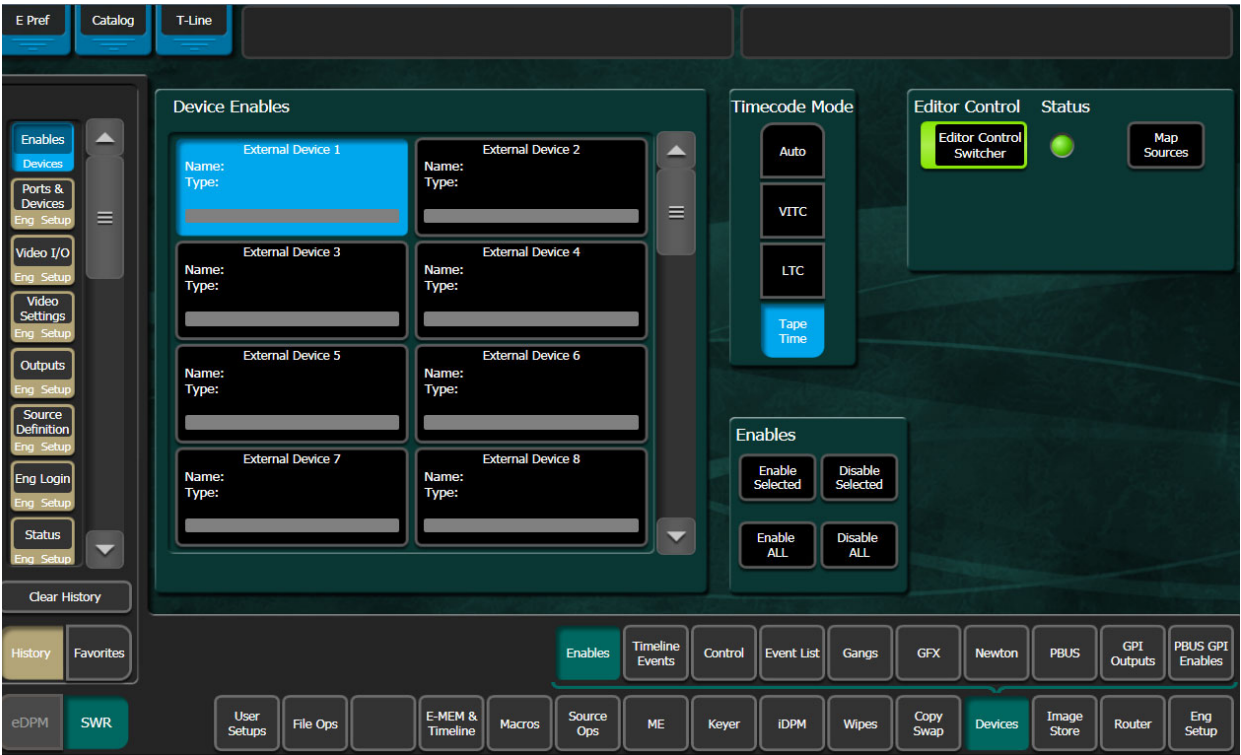 E Pref
Catalog
T-Line
Enables
Devices
Ports &
Devices
Eng Setup
Video I/O
Eng Setup
Video
Settings
Eng Setup
Outputs
Eng Setup
Source
Definition
Eng Setup
Eng Login
Eng Setup
Status
Eng Setup
Clear History
History
Favorites
eDPM
SWR
Device Enables
External Device 1
Name:
Type:
External Device 2
Name:
Type:
External Device 3
Name:
Type:
External Device 4
Name:
Type:
External Device 5
Name:
Type:
External Device 6
Name:
Type:
External Device 7
Name:
Type:
External Device 8
Name:
Type:
Timecode Mode
Auto
VITC
LTC
Tape
Time
Editor Control
Status
Editor Control
Switcher
Map
Sources
Enables
Enable
Selected
Disable
Selected
Enable
ALL
Disable
ALL
Enables
Timeline
Events
Control
Event List
Gangs
GFX
Newton
PBUS
GPI
Outputs
PBUS GPI
Enables
User
Setups
File Ops
E-MEM &
Timeline
Macros
Source
Ops
ME
Keyer
iDPM
Wipes
Copy
Swap
Devices
Image
Store
Router
Eng
Setup